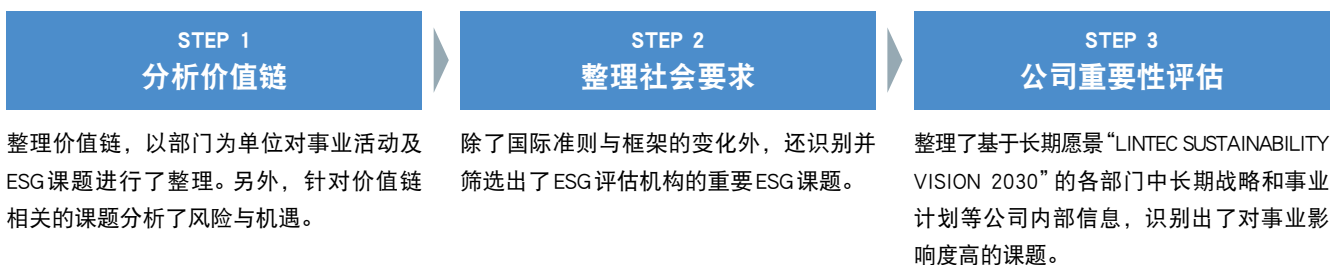 STEP 1
分析价值链
整理价值链，以部门为单位对事业活动及
ESG课题进行了整理。另外，针对价值链
相关的课题分析了风险与机遇。
STEP 2
整理社会要求
除了国际准则与框架的变化外，还识别并
筛选出了ESG评估机构的重要ESG课题。
STEP 3
公司重要性评估
整理了基于长期愿景“LINTEC SUSTAINABILITY
VISION 2030”的各部门中长期战略和事业
计划等公司内部信息，识别出了对事业影
响度高的课题。